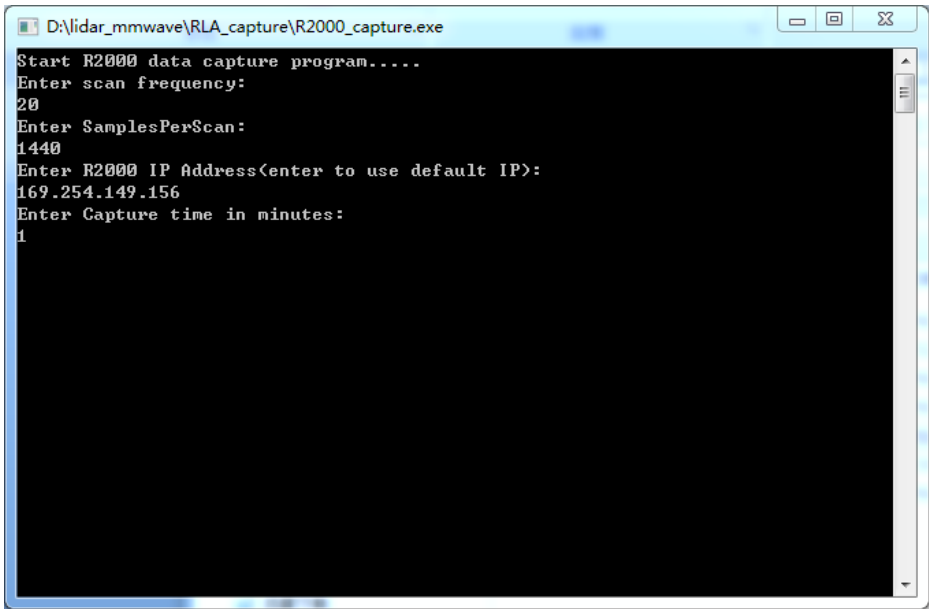 D:\lidar_mmwave\RLA_capture\R2000_capture.exe
Start R2000 data capture program.....
Enter scan frequency:
20
Enter SamplesPerScan:
1440
Enter R2000 IP Address(enter to use default IP):
169.254.149.156
Enter Capture time in minutes:
1